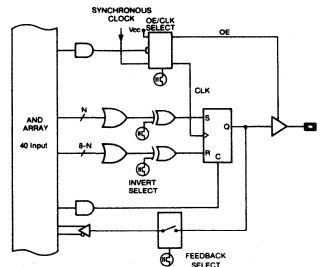 SYNCHRONOUS
CLOCK
OE/CLK
SELECT
Vcc
OE
CLK
AND
ARRAY
40 Input
N
S
Q
8-N
R
C
INVERT
SELECT
FEEDBACK
SELECT